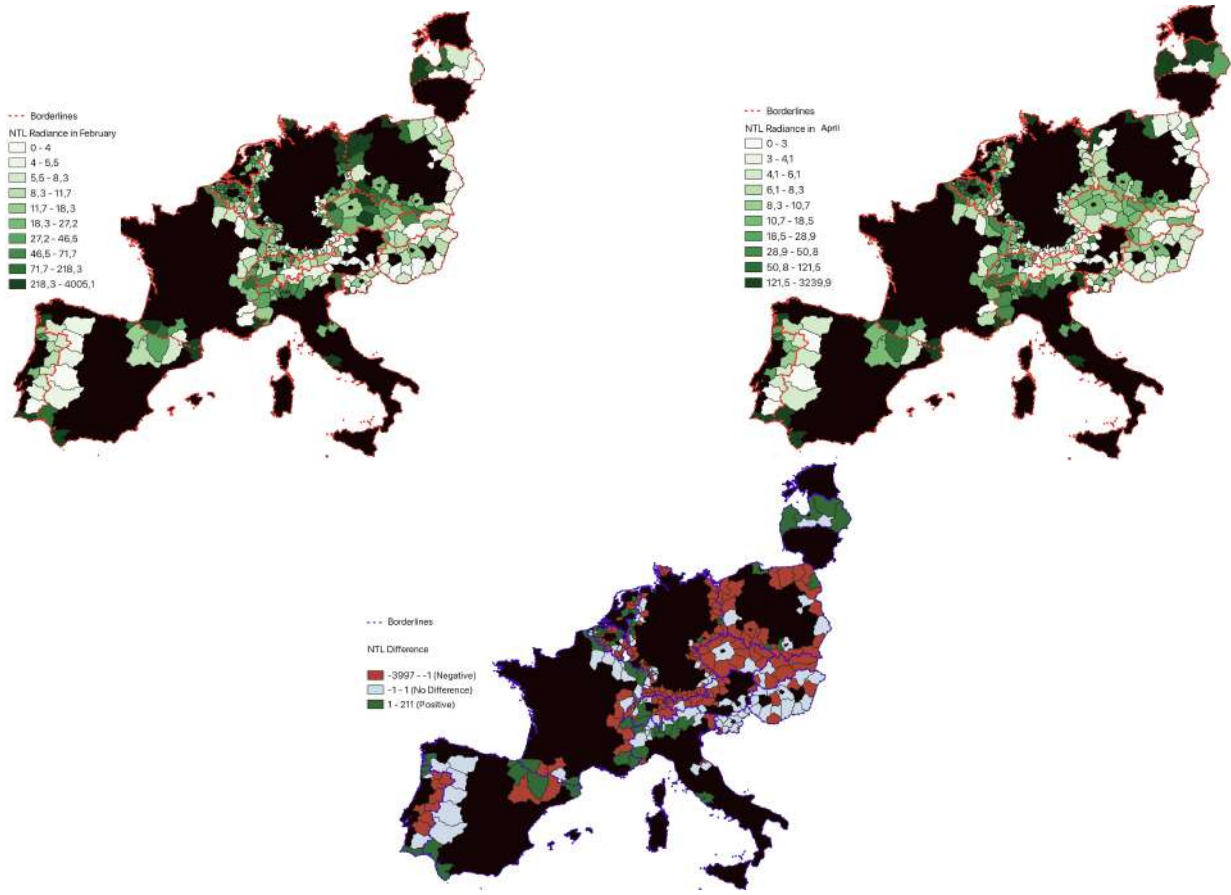 Borderlines
NTL Radiance in February
0 - 4
4 - 5,5
5,5 - 8,3
8,3 - 11,7
11,7 - 18,3
18,3 - 27,2
27,2 - 46,5
46,5 - 71,7
71,7 - 218,3
218,3 - 4005,1
Borderlines
NTL Radiance in April
0 - 3
3 - 4,1
4,1 - 6,1
6,1 - 8,3
8,3 - 10,7
10,7 - 18,5
18,5 - 28,9
28,9 - 50,8
50,8 - 121,5
121,5 - 3239,9
Borderlines
NTL Difference
-3997 - -1 (Negative)
-1 - 1 (No Difference)
1 - 211 (Positive)